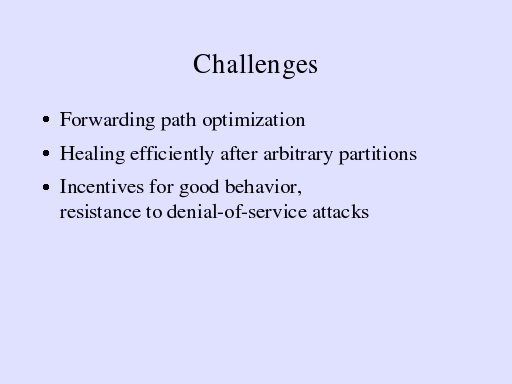 Challenges
• Forwarding path optimization
• Healing efficiently after arbitrary partitions
• Incentives for good behavior,
resistance to denial-of-service attacks